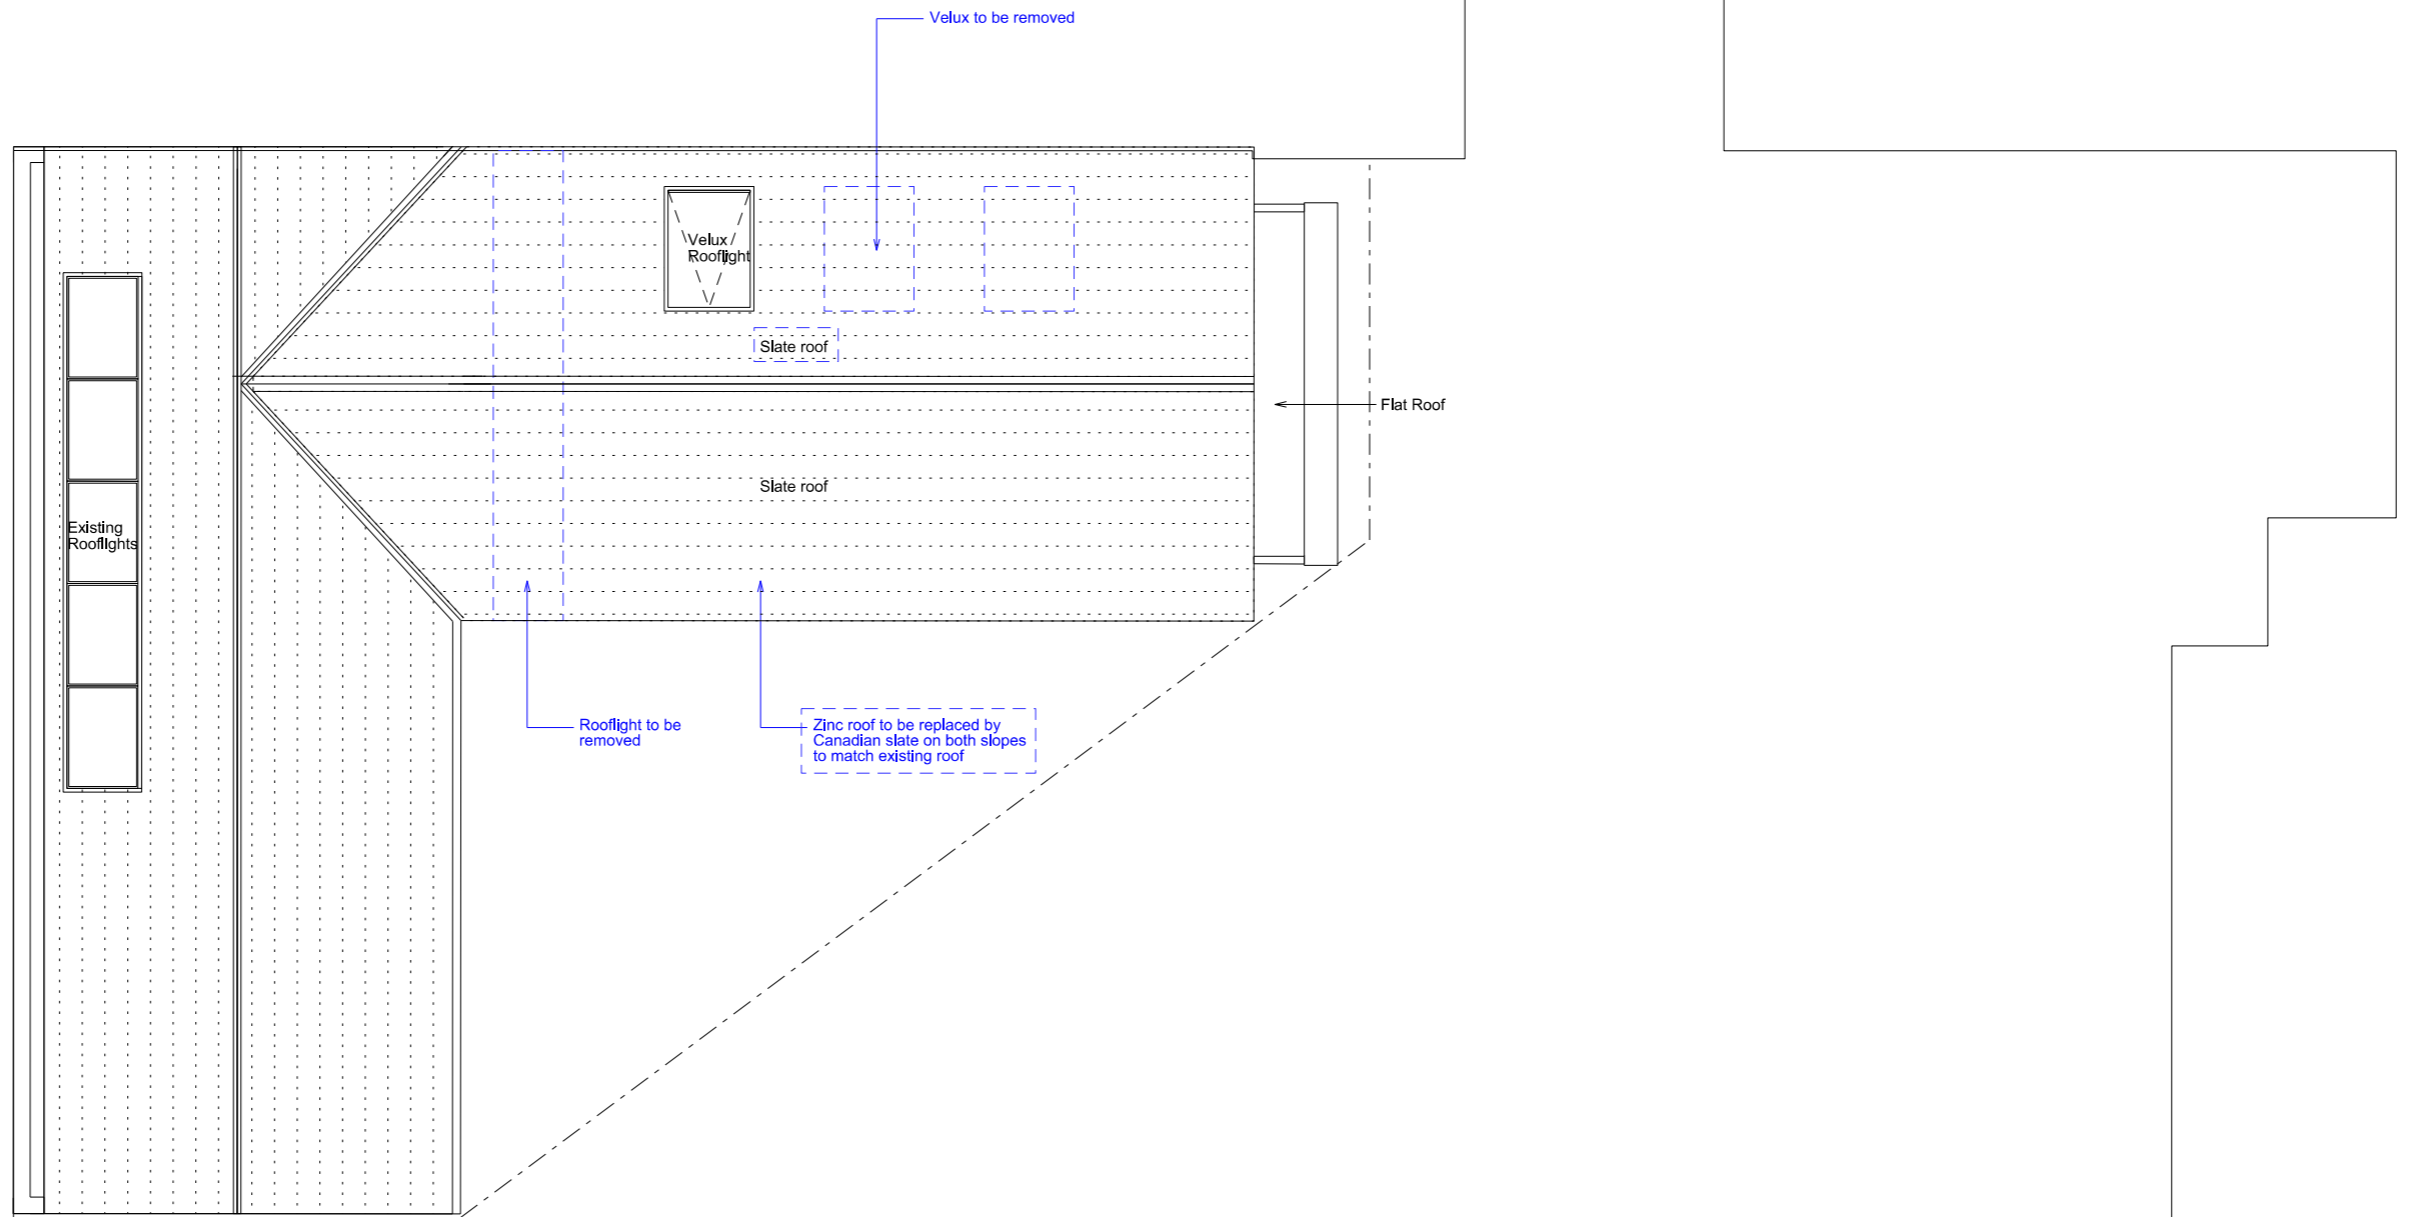 Velux to be removed
Velux
Rooflight
Slate roof
Flat Roof
Slate roof
Existing
Rooflights
Rooflight to be
removed
Zinc roof to be replaced by
Canadian slate on both slopes
to match existing roof